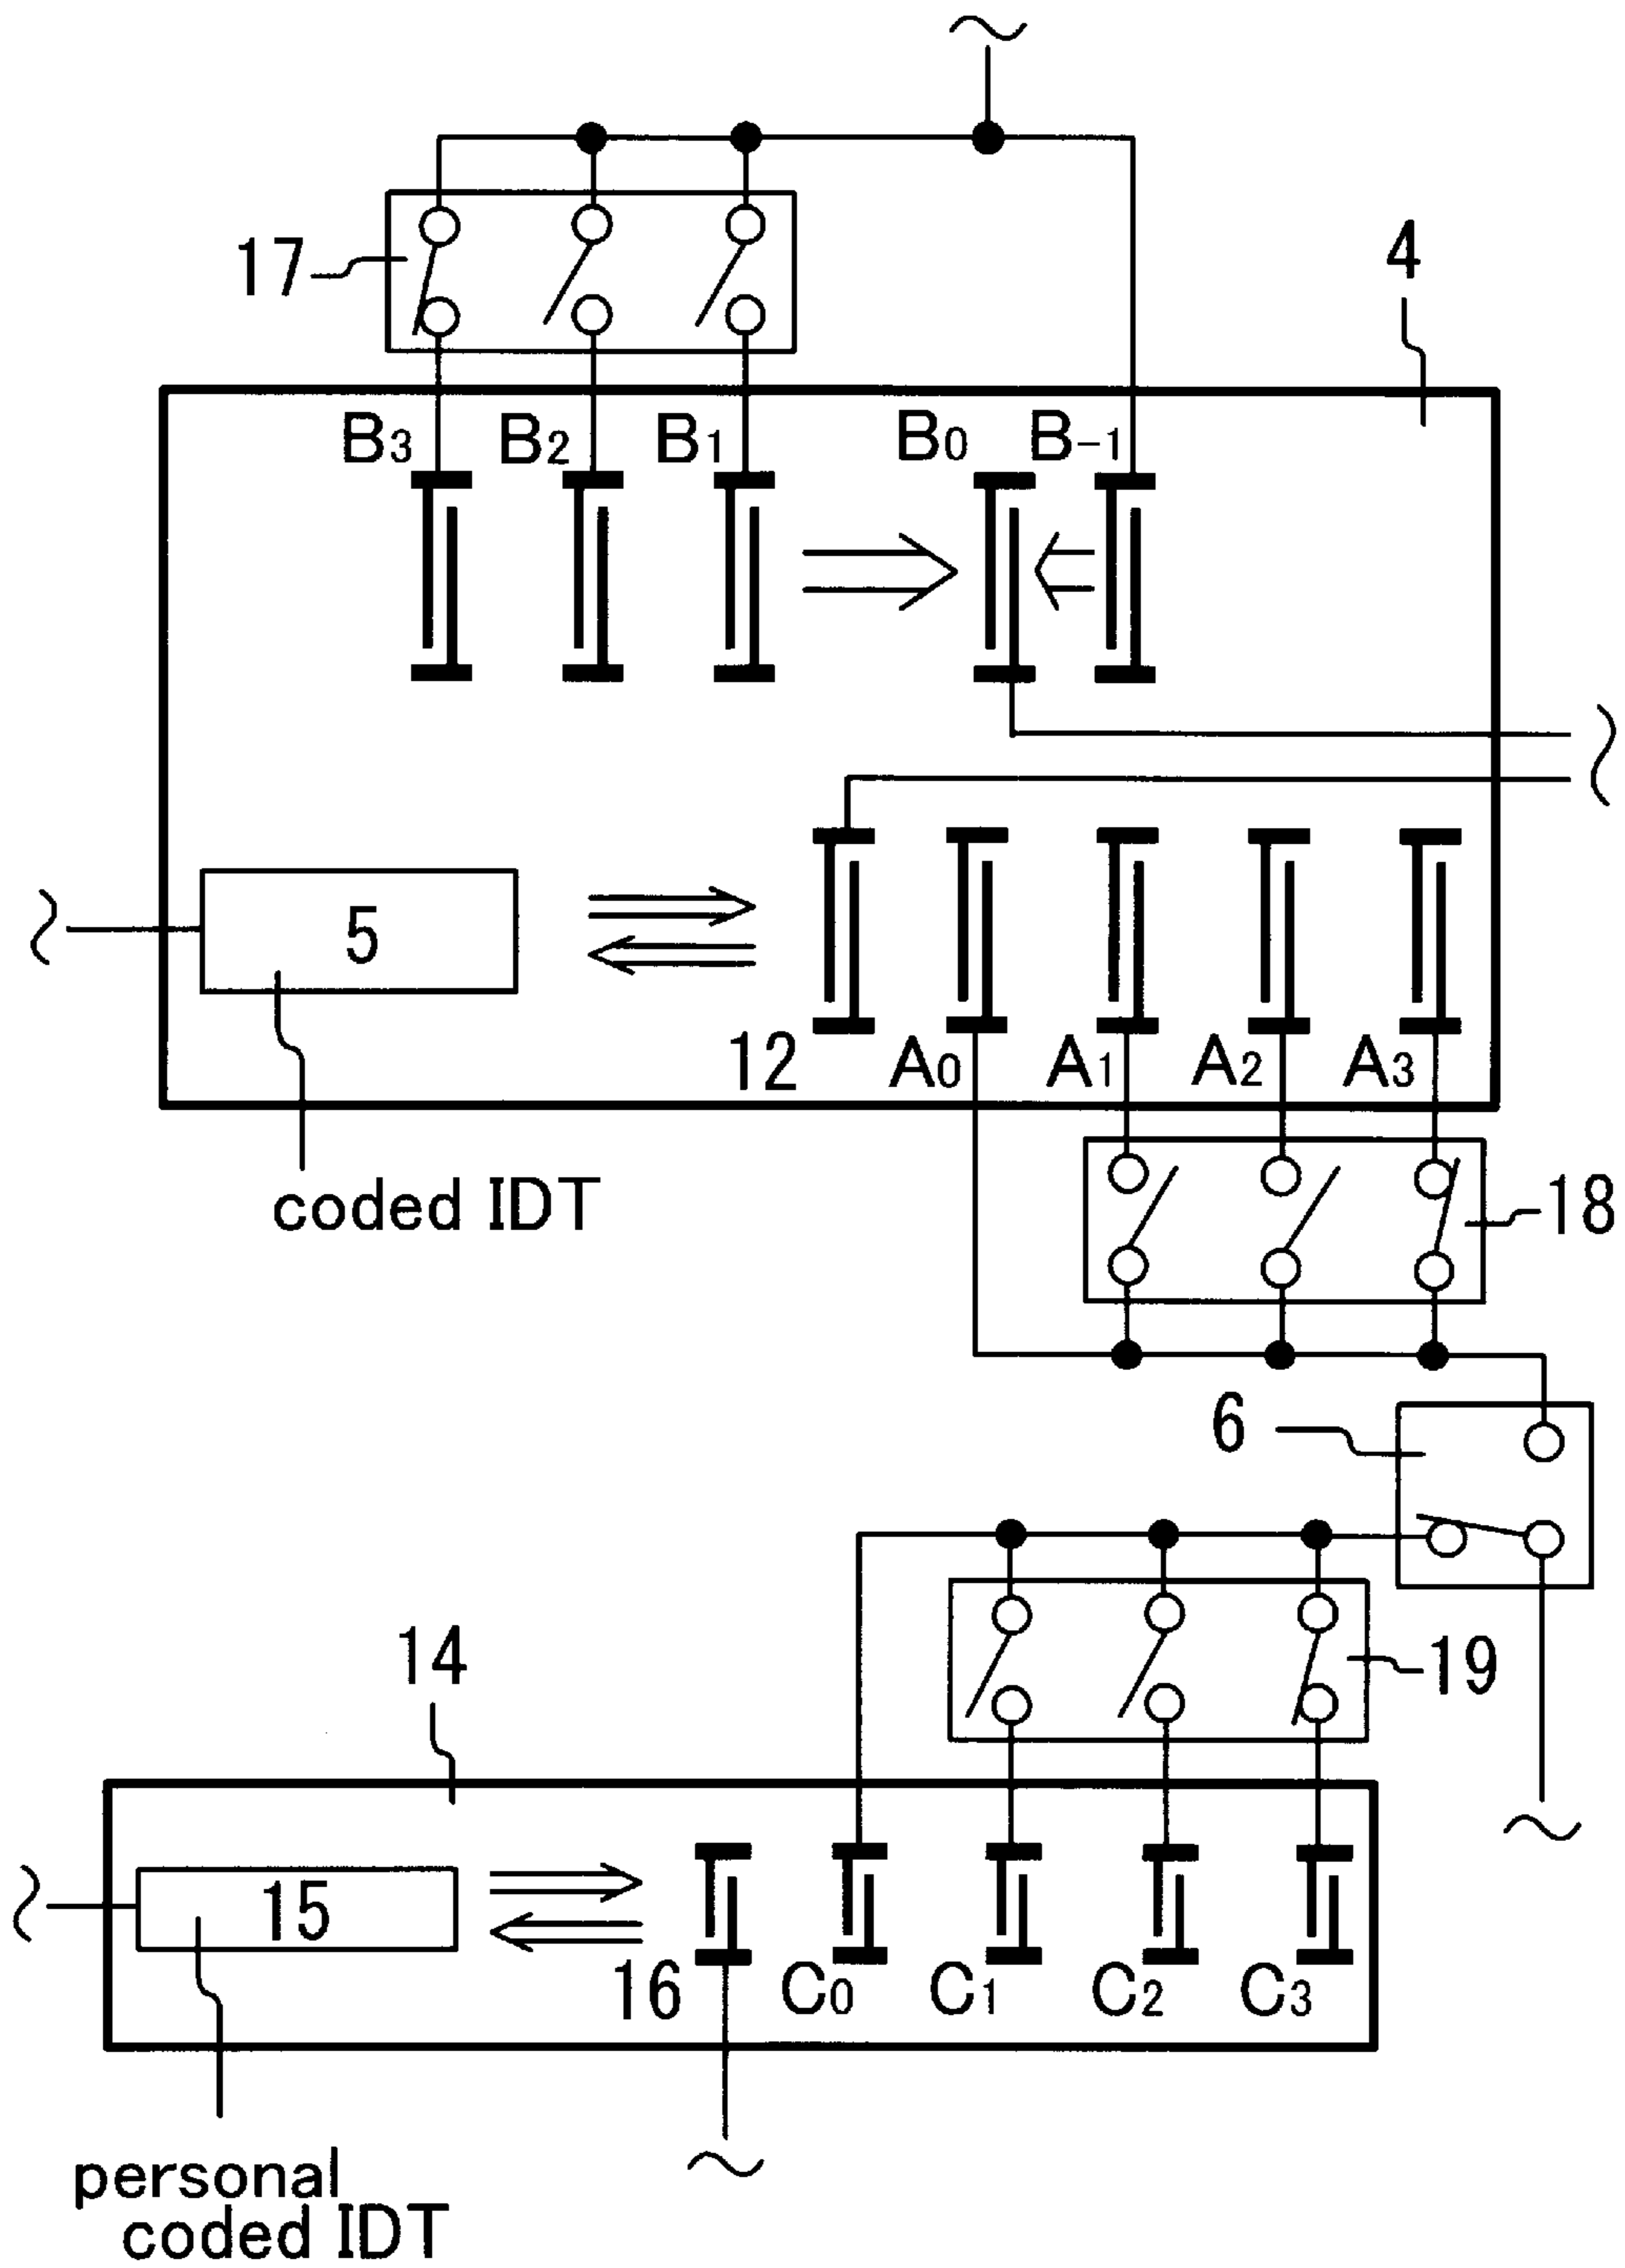 17
4
B3 B2 B1 B0 B-1
5
12 A0 A1 A2 A3
coded IDT
18
6
14
19
15
16 C0 C1 C2 C3
personal
coded IDT